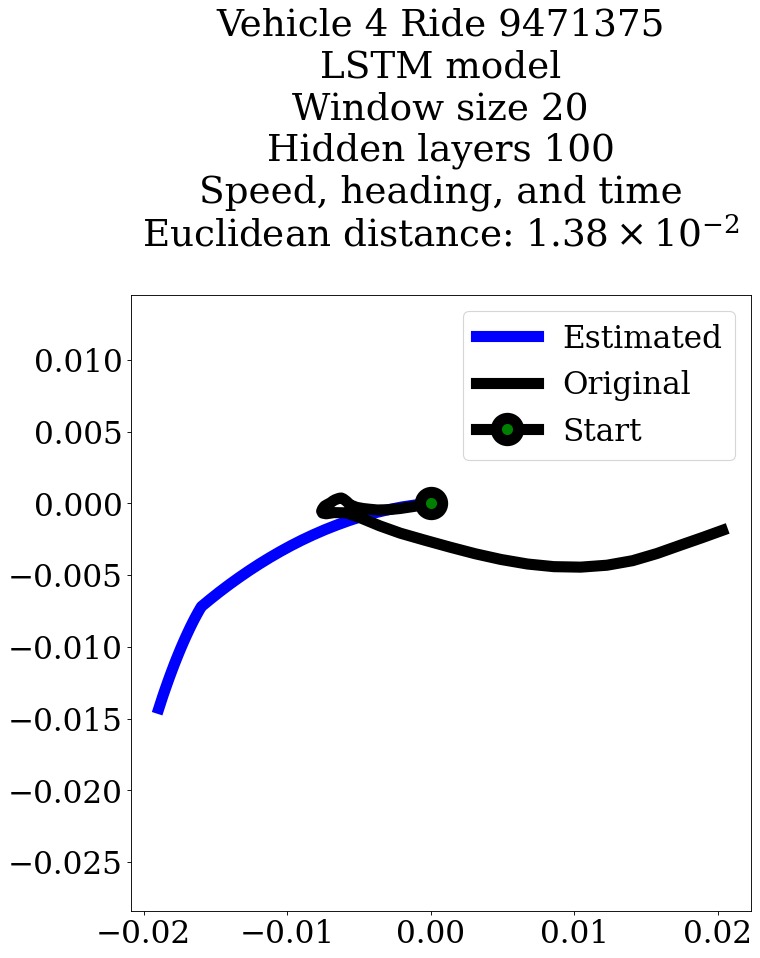 Vehicle 4 Ride 9471375
LSTM model
Window size 20
Hidden layers 100
Speed, heading, and time
Euclidean distance: 1.38 × 10⁻²
Estimated
Original
Start
0.010
0.005
0.000
−0.005
−0.010
−0.015
−0.020
−0.025
−0.02 −0.01 0.00 0.01 0.02